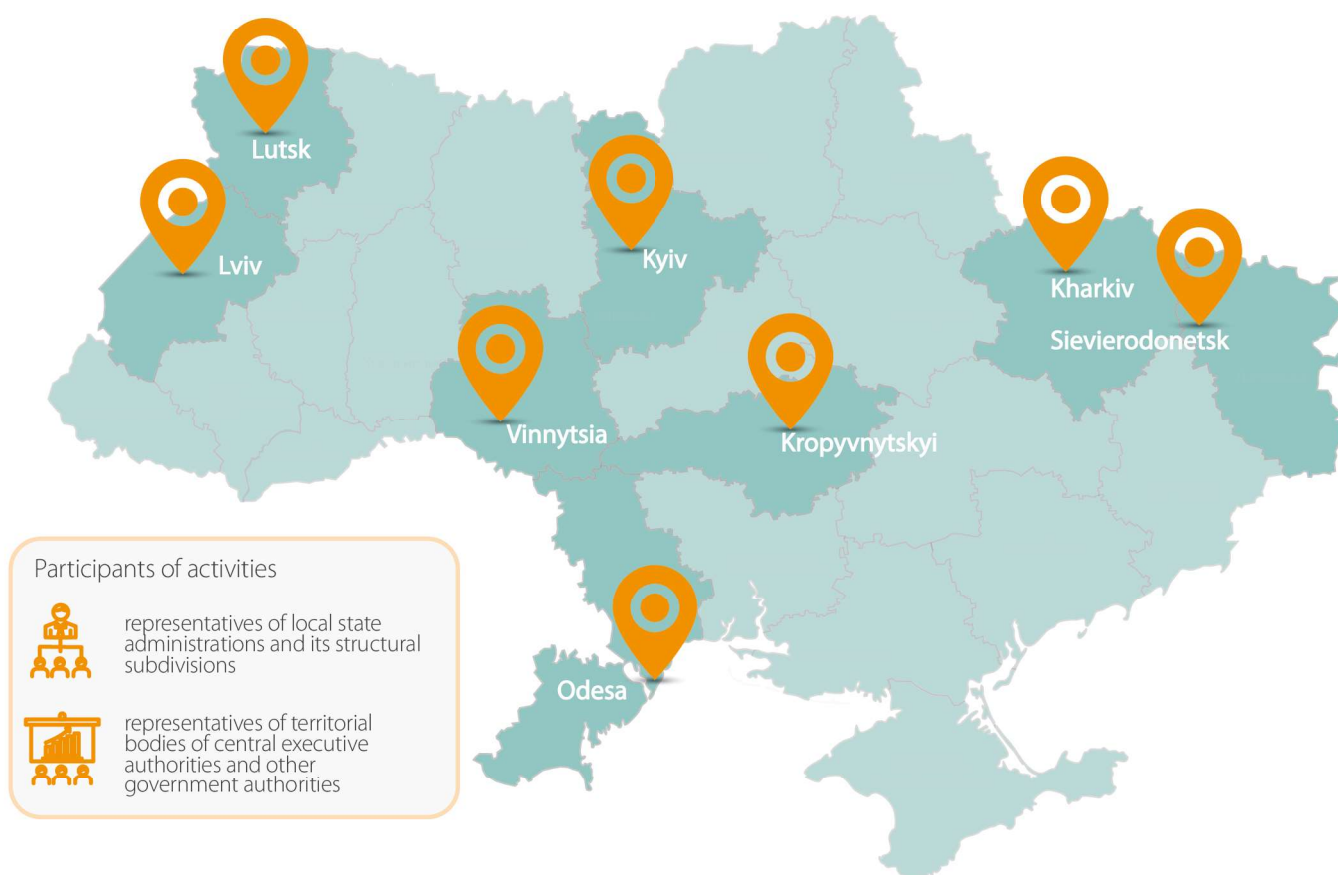 Lutsk
Lviv
Kyiv
Kharkiv
Sievierodonetsk
Vinnytsia
Kropyvnytskyi
Odesa
Participants of activities
representatives of local state
administrations and its structural
subdivisions
representatives of territorial
bodies of central executive
authorities and other
government authorities